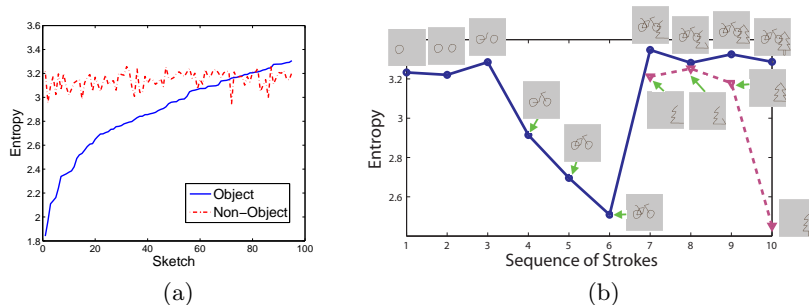 3.6
3.4
3.2
3
2.8
2.6
2.4
2.2
2
1.8
Entropy
Object
Non-Object
0 20 40 60 80 100
Sketch
(a)
3.2
2.9
2.6
Entropy
1 2 3 4 5 6 7 8 9 10
Sequence of Strokes
(b)